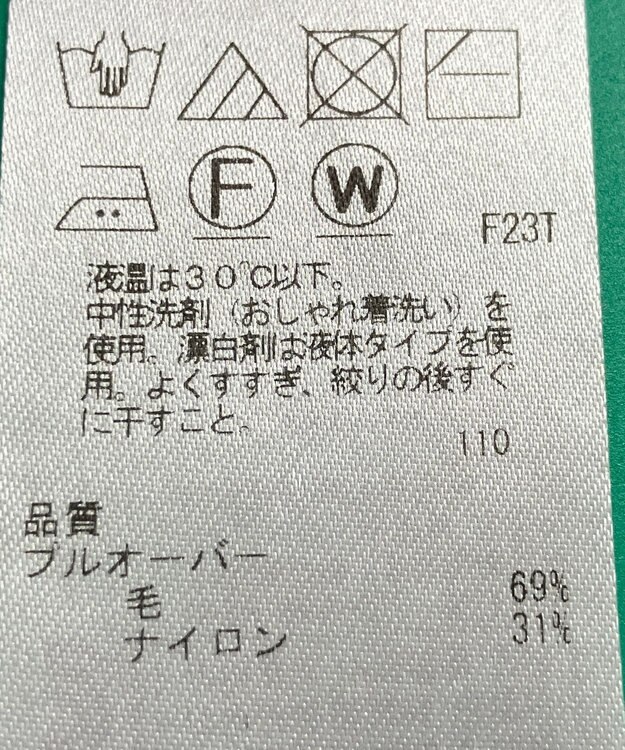 F W
F23T
液温は30℃以下。
中性洗剤（おしゃれ着洗い）を
使用。漂白剤は液体タイプを使
用。よくすすぎ、絞りの後すぐ
に干すこと。
110
品質
プルオーバー
毛 69%
ナイロン 31%